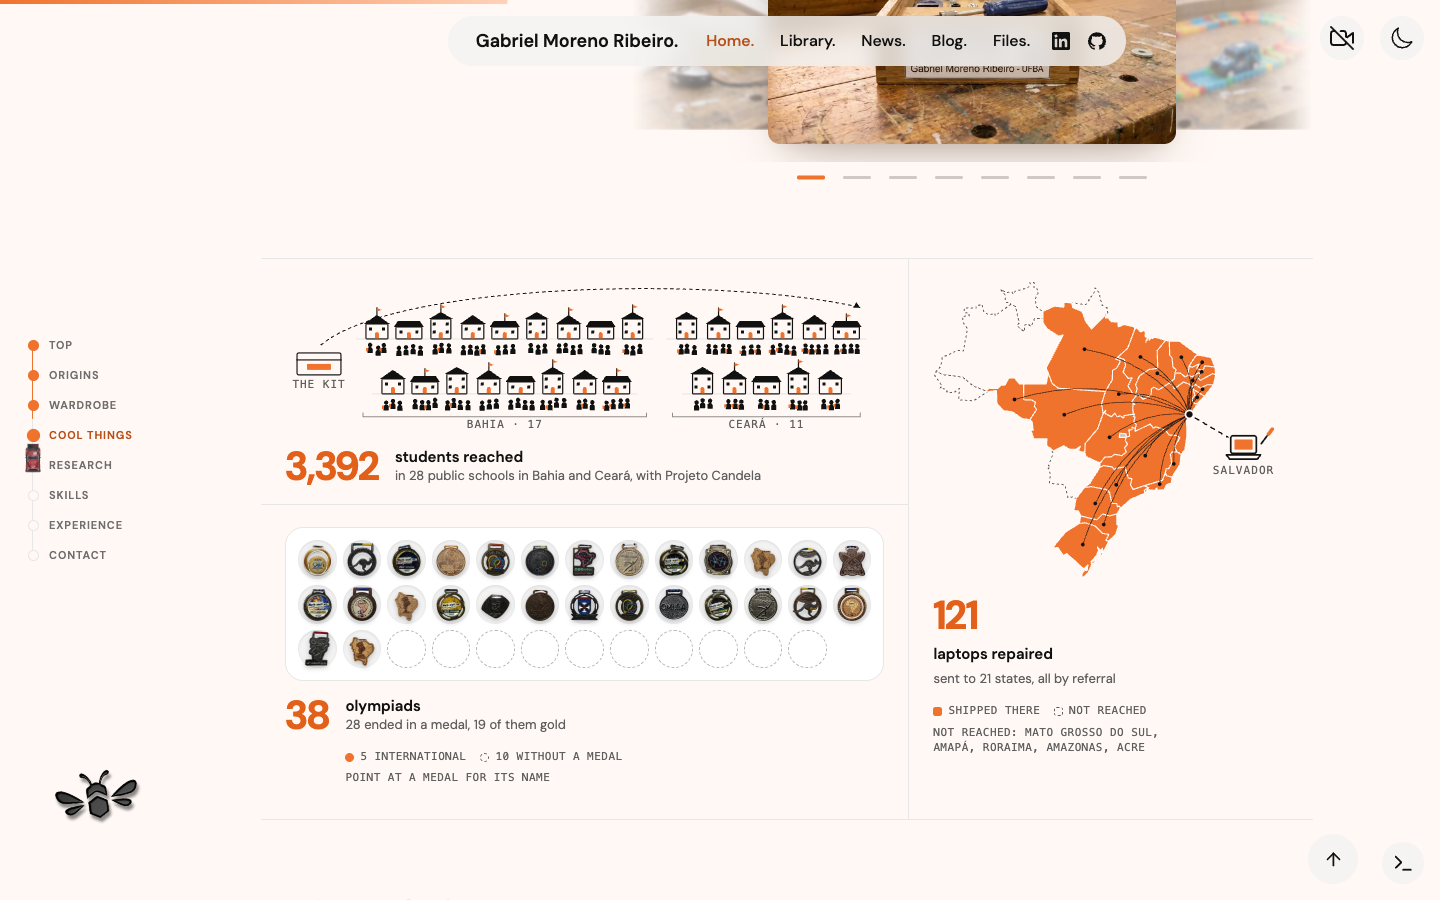 Gabriel Moreno Ribeiro.
Home.
Library.
News.
Blog.
Files.
Gabriel Moreno Ribeiro - UFBA
TOP
ORIGINS
WARDROBE
COOL THINGS
RESEARCH
SKILLS
EXPERIENCE
CONTACT
THE KIT
BAHIA · 17
CEARÁ · 11
3,392
students reached
in 28 public schools in Bahia and Ceará, with Projeto Candela
38
olympiads
28 ended in a medal, 19 of them gold
5 INTERNATIONAL
10 WITHOUT A MEDAL
POINT AT A MEDAL FOR ITS NAME
SALVADOR
121
laptops repaired
sent to 21 states, all by referral
SHIPPED THERE
NOT REACHED
NOT REACHED: MATO GROSSO DO SUL,
AMAPÁ, RORAIMA, AMAZONAS, ACRE